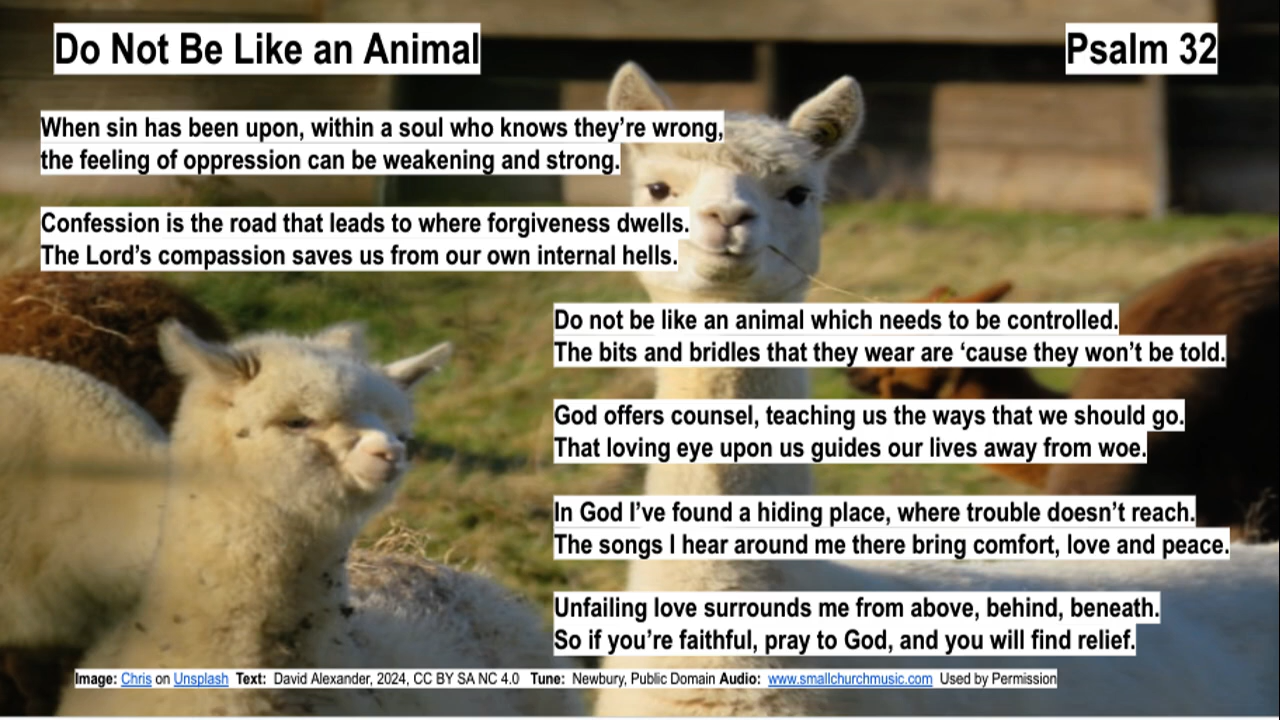 Do Not Be Like an Animal
Psalm 32
When sin has been upon, within a soul who knows they’re wrong,
the feeling of oppression can be weakening and strong.
Confession is the road that leads to where forgiveness dwells.
The Lord’s compassion saves us from our own internal hells.
Do not be like an animal which needs to be controlled.
The bits and bridles that they wear are ‘cause they won’t be told.
God offers counsel, teaching us the ways that we should go.
That loving eye upon us guides our lives away from woe.
In God I’ve found a hiding place, where trouble doesn’t reach.
The songs I hear around me there bring comfort, love and peace.
Unfailing love surrounds me from above, behind, beneath.
So if you’re faithful, pray to God, and you will find relief.
Image: Chris on Unsplash Text: David Alexander, 2024, CC BY SA NC 4.0 Tune: Newbury, Public Domain Audio: www.smallchurchmusic.com Used by Permission